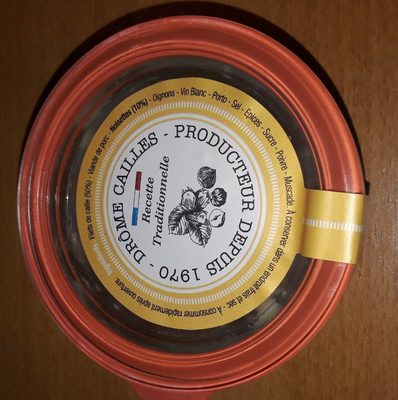 DRÔME CAILLES - PRODUCTEUR DEPUIS 1970 -
Recette
Traditionnelle
Filets de caille (50%) - Viande de porc - Noisettes (10%) - Oignons - Vin Blanc - Porto - Sel - Epices - Sucre - Poivre - Muscade. À conserver dans un endroit frais et sec. - À consommer rapidement après ouverture